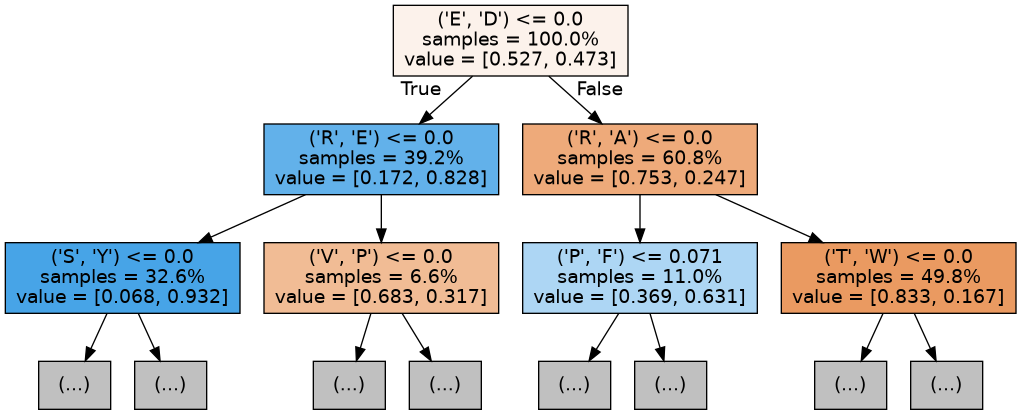 ('E', 'D') <= 0.0
samples = 100.0%
value = [0.527, 0.473]
True
False
('R', 'E') <= 0.0
samples = 39.2%
value = [0.172, 0.828]
('R', 'A') <= 0.0
samples = 60.8%
value = [0.753, 0.247]
('S', 'Y') <= 0.0
samples = 32.6%
value = [0.068, 0.932]
('V', 'P') <= 0.0
samples = 6.6%
value = [0.683, 0.317]
('P', 'F') <= 0.071
samples = 11.0%
value = [0.369, 0.631]
('T', 'W') <= 0.0
samples = 49.8%
value = [0.833, 0.167]
(...)
(...)
(...)
(...)
(...)
(...)
(...)
(...)